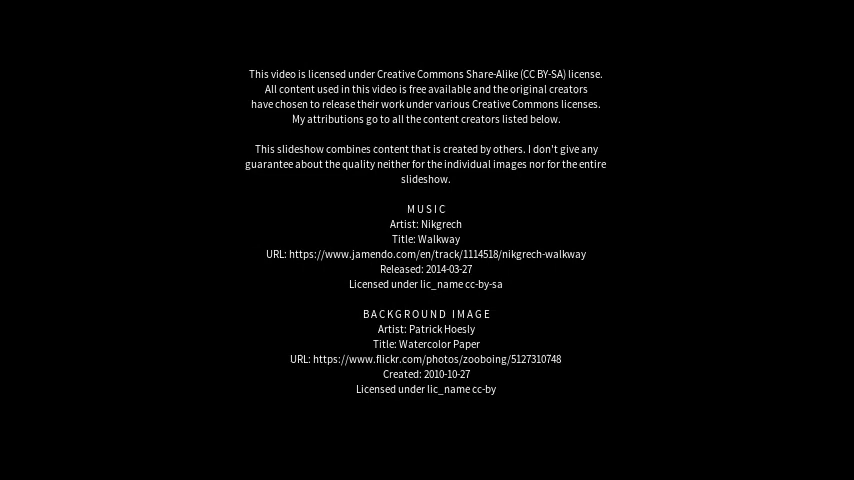 This video is licensed under Creative Commons Share-Alike (CC BY-SA) license.
All content used in this video is free available and the original creators
have chosen to release their work under various Creative Commons licenses.
My attributions go to all the content creators listed below.
This slideshow combines content that is created by others. I don't give any
guarantee about the quality neither for the individual images nor for the entire
slideshow.
MUSIC
Artist: Nikgrech
Title: Walkway
URL: https://www.jamendo.com/en/track/1114518/nikgrech-walkway
Released: 2014-03-27
Licensed under lic_name cc-by-sa
BACKGROUND IMAGE
Artist: Patrick Hoesly
Title: Watercolor Paper
URL: https://www.flickr.com/photos/zooboing/5127310748
Created: 2010-10-27
Licensed under lic_name cc-by